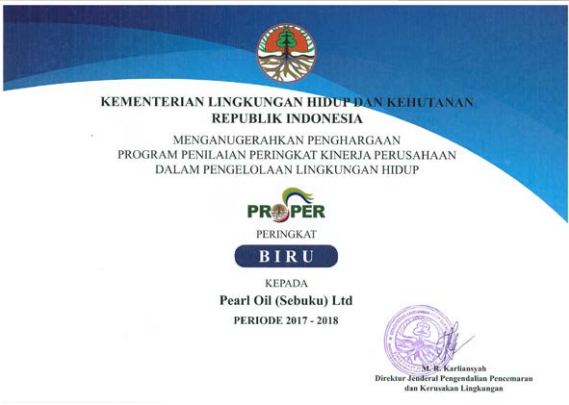 KEMENTERIAN LINGKUNGAN HIDUP DAN KEHUTANAN
REPUBLIK INDONESIA
MENGANUGERAHKAN PENGHARGAAN
PROGRAM PENILAIAN PERINGKAT KINERJA PERUSAHAAN
DALAM PENGELOLAAN LINGKUNGAN HIDUP
PROPER
PERINGKAT
BIRU
KEPADA
Pearl Oil (Sebuku) Ltd
PERIODE 2017 - 2018
M. R. Karliansyah
Direktur Jenderal Pengendalian Pencemaran
dan Kerusakan Lingkungan